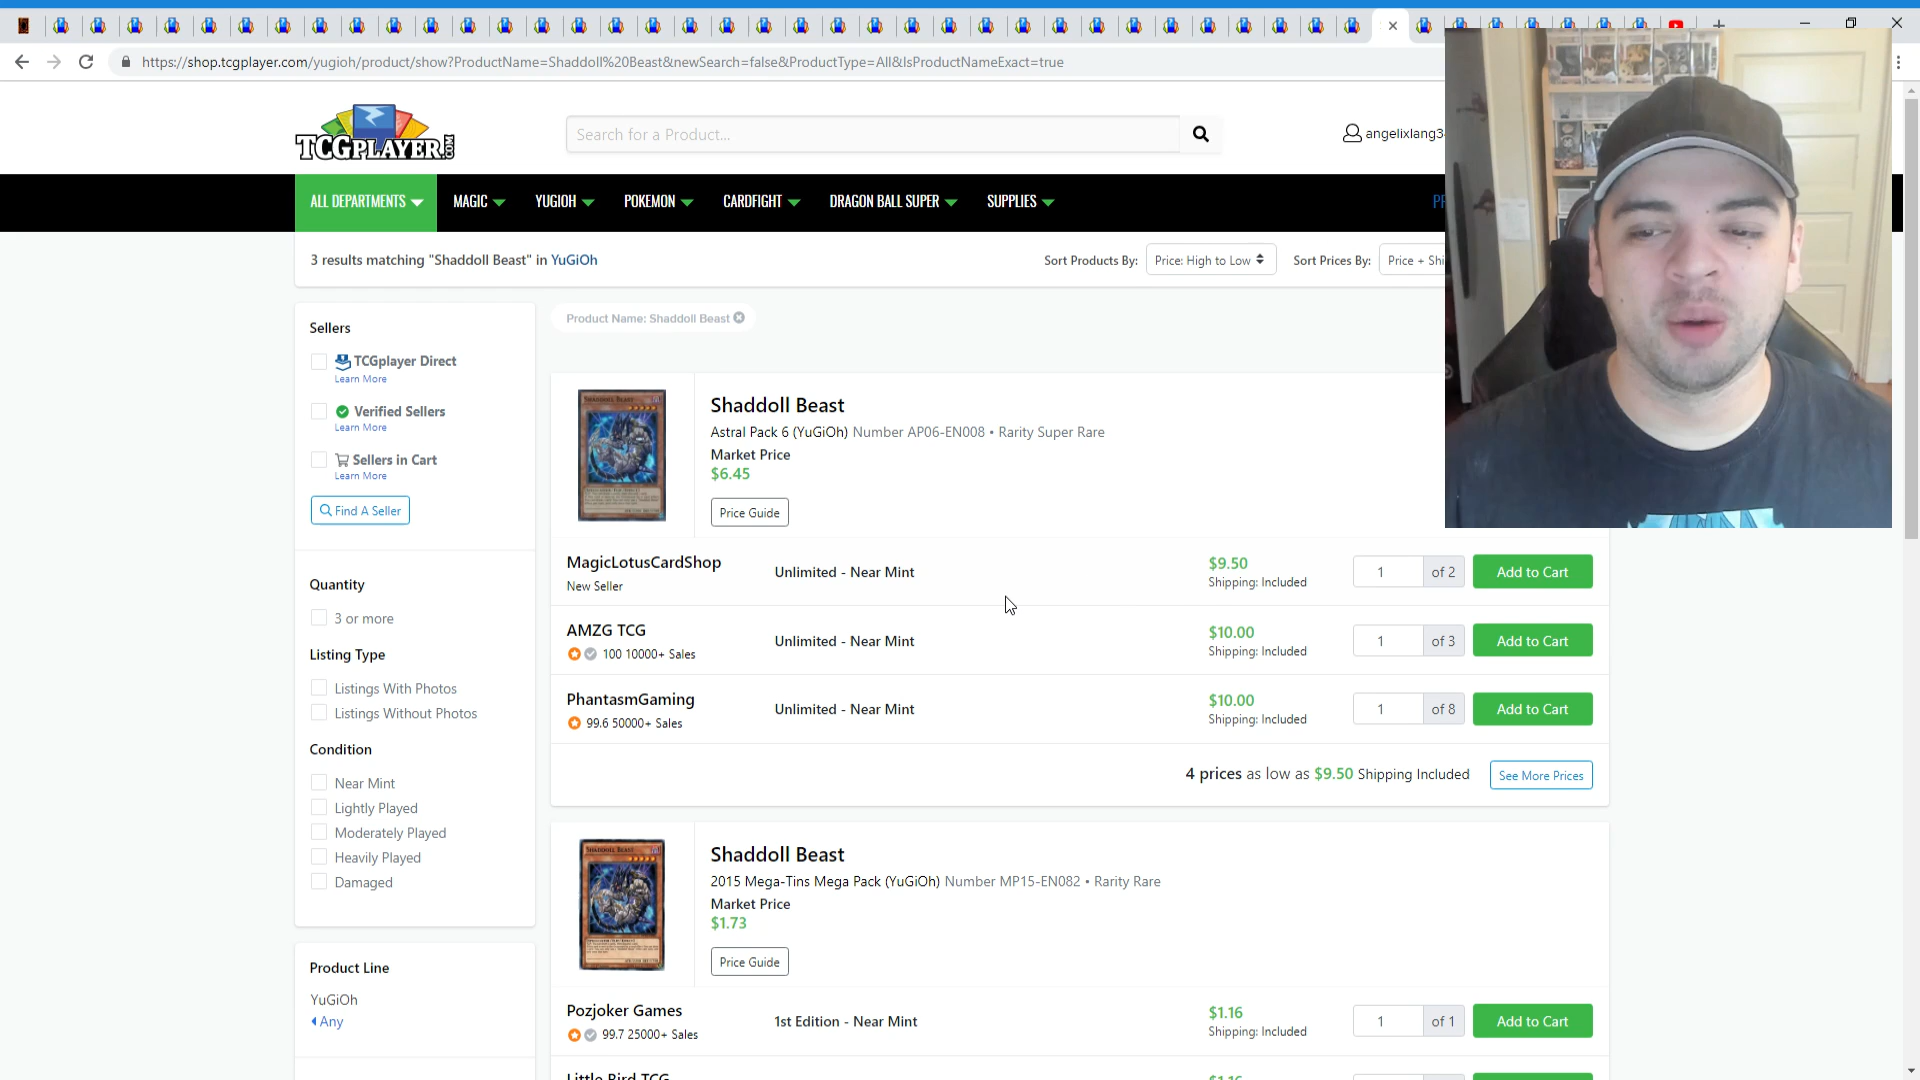 https://shop.tcgplayer.com/yugioh/product/show?ProductName=Shaddoll%20Beast&newSearch=false&ProductType=All&IsProductNameExact=true
TCGPLAYER.COM
Search for a Product...
ALL DEPARTMENTS MAGIC YUGIOH POKEMON CARDFIGHT DRAGON BALL SUPER SUPPLIES
3 results matching "Shaddoll Beast" in YuGiOh
Sort Products By: Price: High to Low Sort Prices By: Price + Shi
Sellers
TCGplayer Direct
Learn More
Verified Sellers
Learn More
Sellers in Cart
Learn More
Find A Seller
Quantity
3 or more
Listing Type
Listings With Photos
Listings Without Photos
Condition
Near Mint
Lightly Played
Moderately Played
Heavily Played
Damaged
Product Line
YuGiOh
Any
Product Name: Shaddoll Beast
SHADDOLL BEAST
Shaddoll Beast
Astral Pack 6 (YuGiOh) Number AP06-EN008 • Rarity Super Rare
Market Price
$6.45
Price Guide
MagicLotusCardShop
New Seller
Unlimited - Near Mint
$9.50
Shipping: Included
1 of 2
Add to Cart
AMZG TCG
100 10000+ Sales
Unlimited - Near Mint
$10.00
Shipping: Included
1 of 3
Add to Cart
PhantasmGaming
99.6 50000+ Sales
Unlimited - Near Mint
$10.00
Shipping: Included
1 of 8
Add to Cart
4 prices as low as $9.50 Shipping Included
See More Prices
SHADDOLL BEAST
Shaddoll Beast
2015 Mega-Tins Mega Pack (YuGiOh) Number MP15-EN082 • Rarity Rare
Market Price
$1.73
Price Guide
Pozjoker Games
99.7 25000+ Sales
1st Edition - Near Mint
$1.16
Shipping: Included
1 of 1
Add to Cart
Little Bird TCG
$1.16